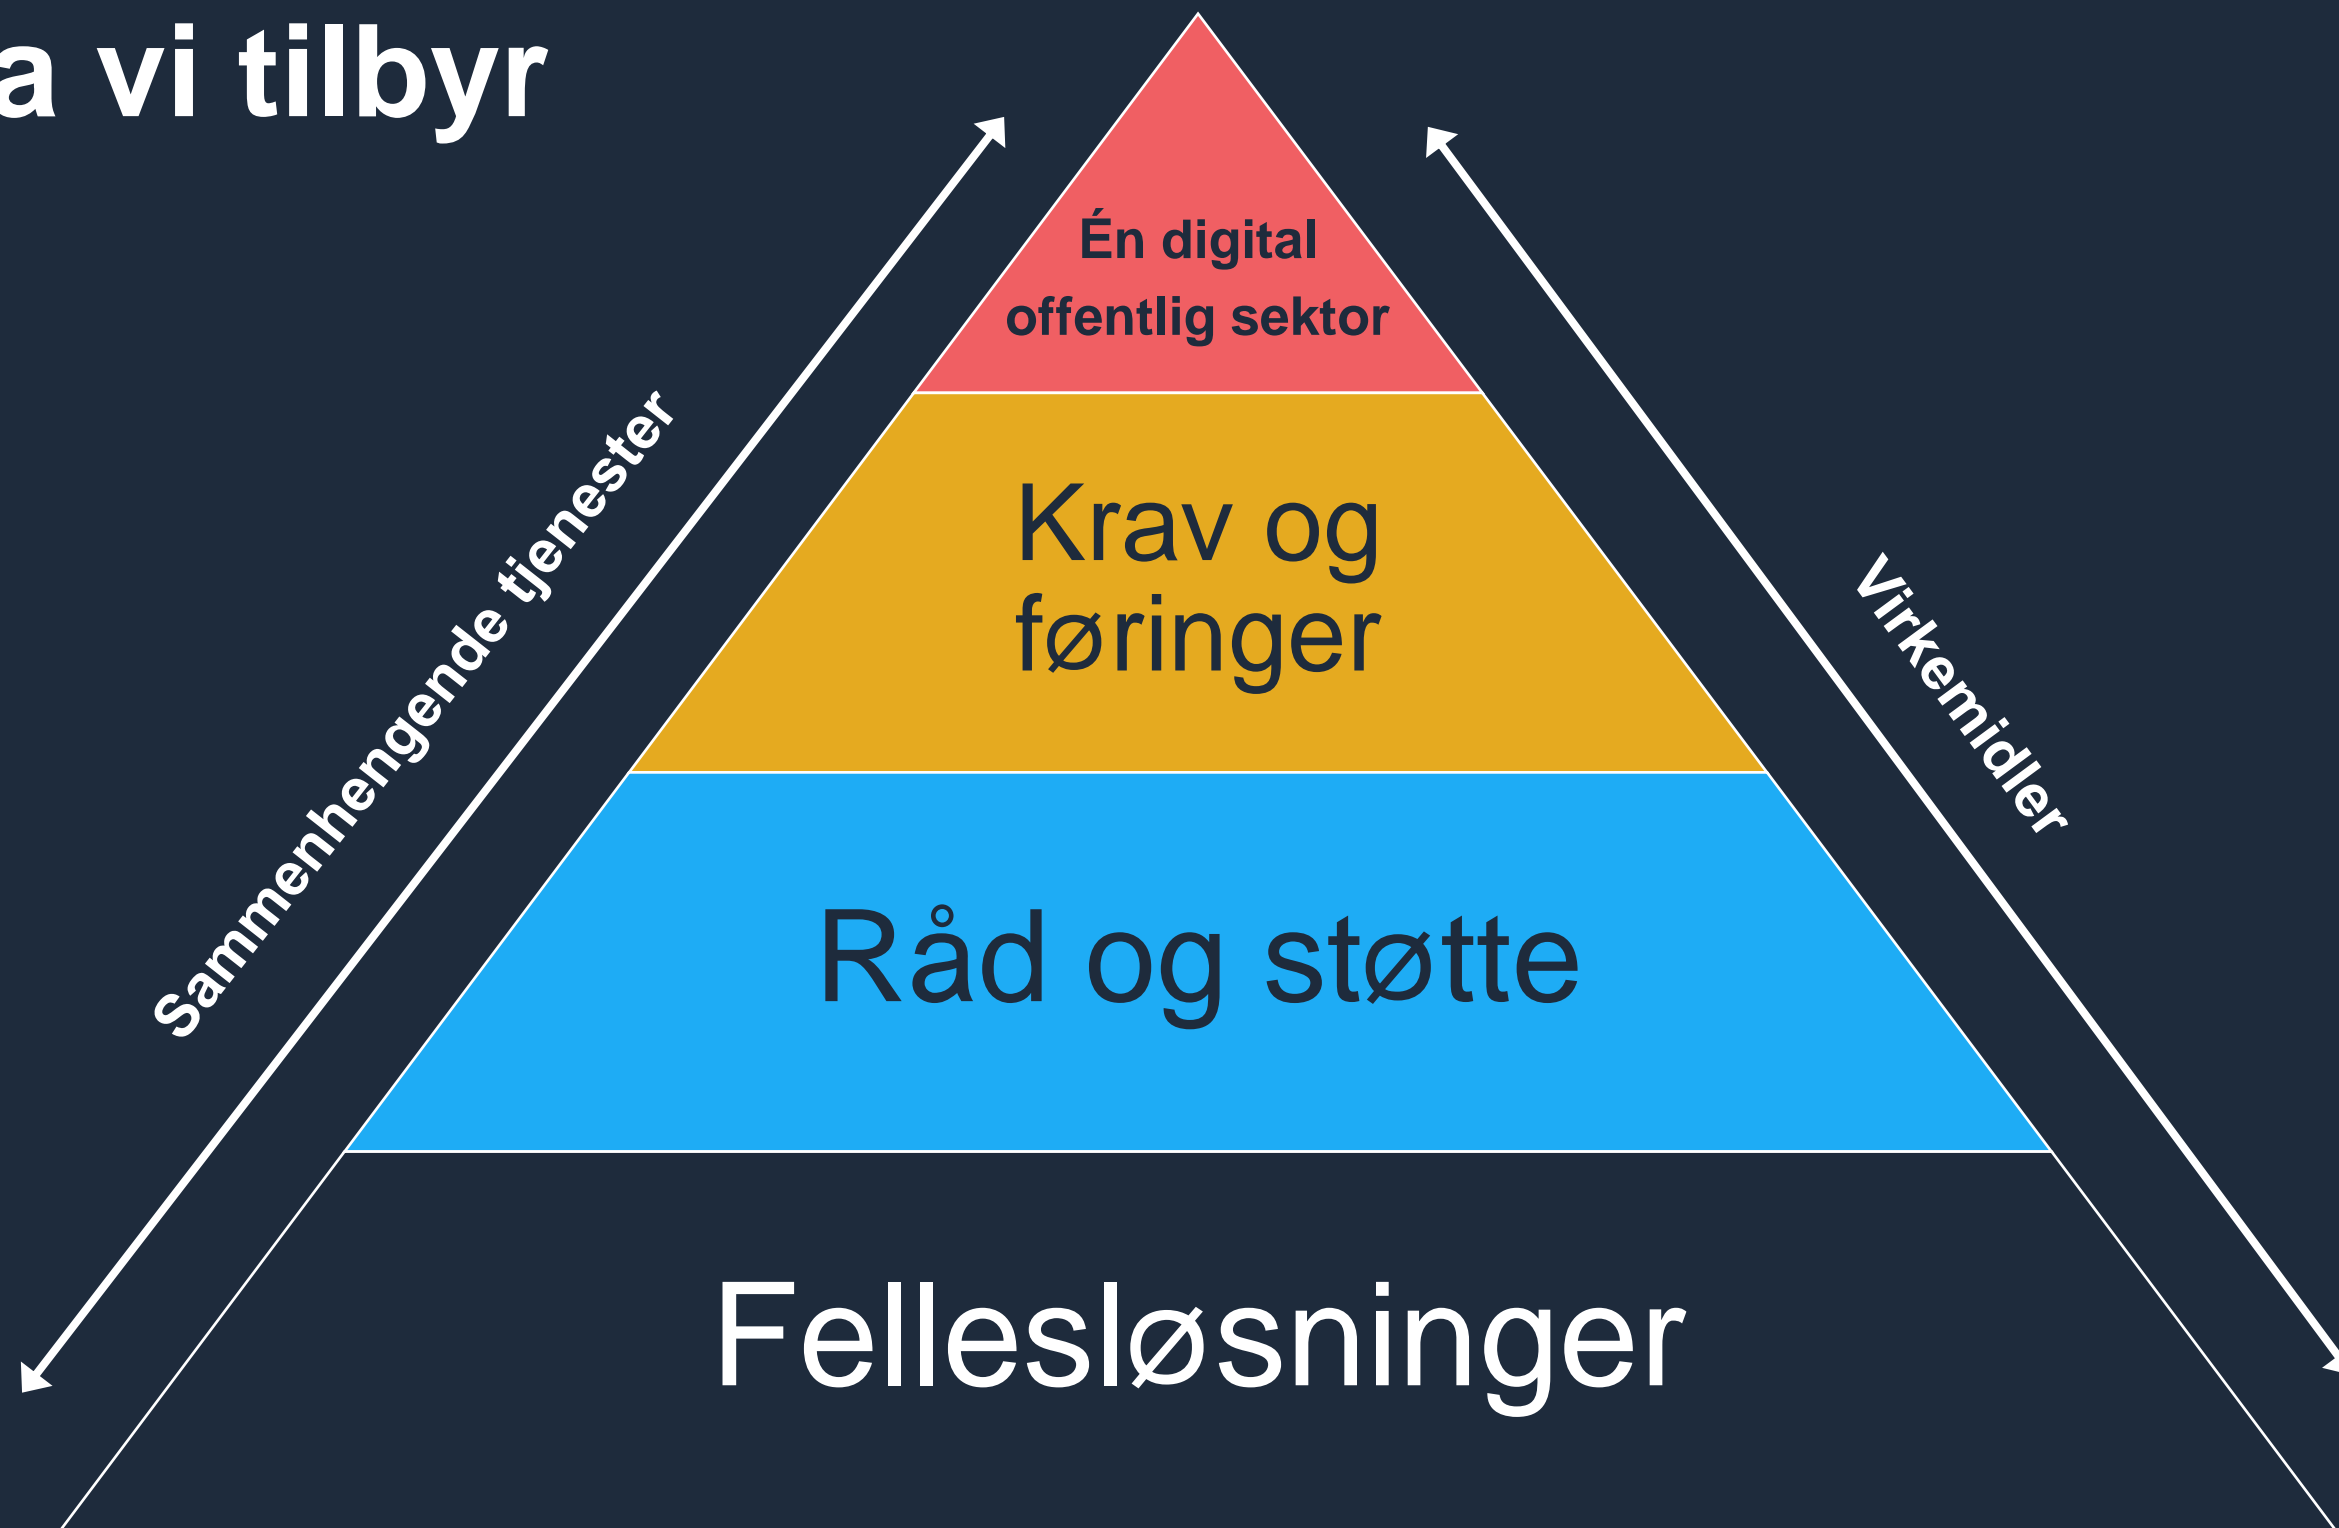 a vi tilbyr
Én digital
offentlig sektor
Krav og
føringer
Sammenhengende tjenester
Virkemidler
Råd og støtte
Fellesløsninger